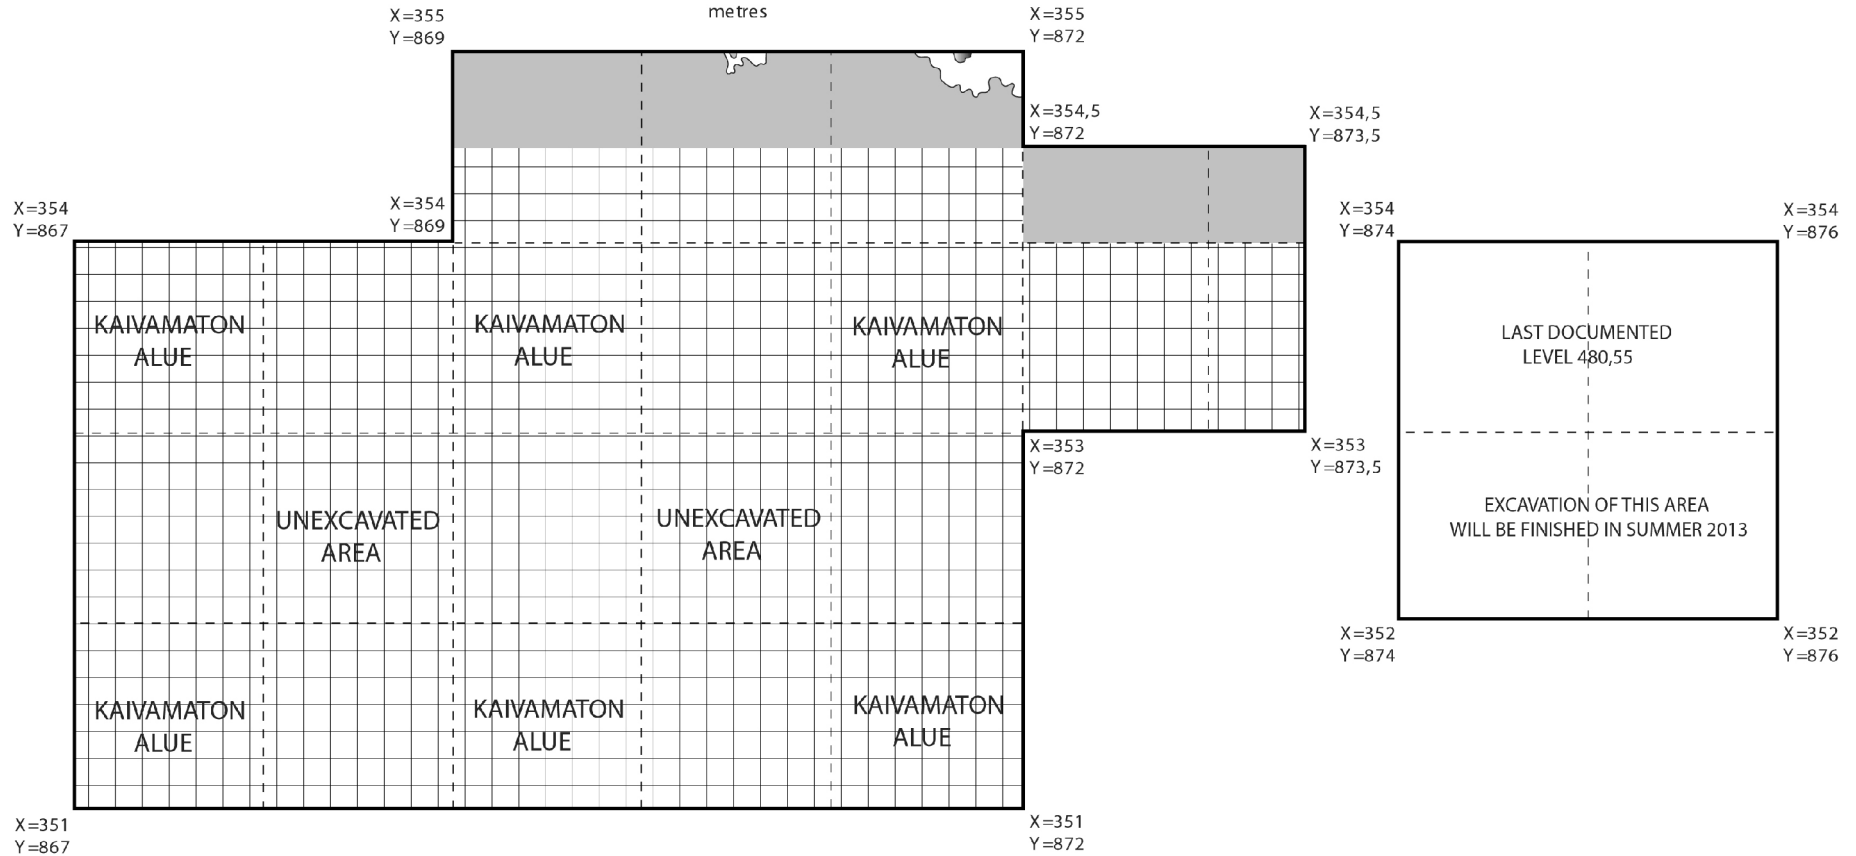 metres
X=355
Y=869
X=355
Y=872
X=354,5
Y=872
X=354,5
Y=873,5
X=354
Y=867
X=354
Y=869
X=354
Y=874
X=354
Y=876
KAIVAMATON
ALUE
KAIVAMATON
ALUE
KAIVAMATON
ALUE
LAST DOCUMENTED
LEVEL 480,55
X=353
Y=872
X=353
Y=873,5
UNEXCAVATED
AREA
UNEXCAVATED
AREA
EXCAVATION OF THIS AREA
WILL BE FINISHED IN SUMMER 2013
X=352
Y=874
X=352
Y=876
KAIVAMATON
ALUE
KAIVAMATON
ALUE
KAIVAMATON
ALUE
X=351
Y=867
X=351
Y=872